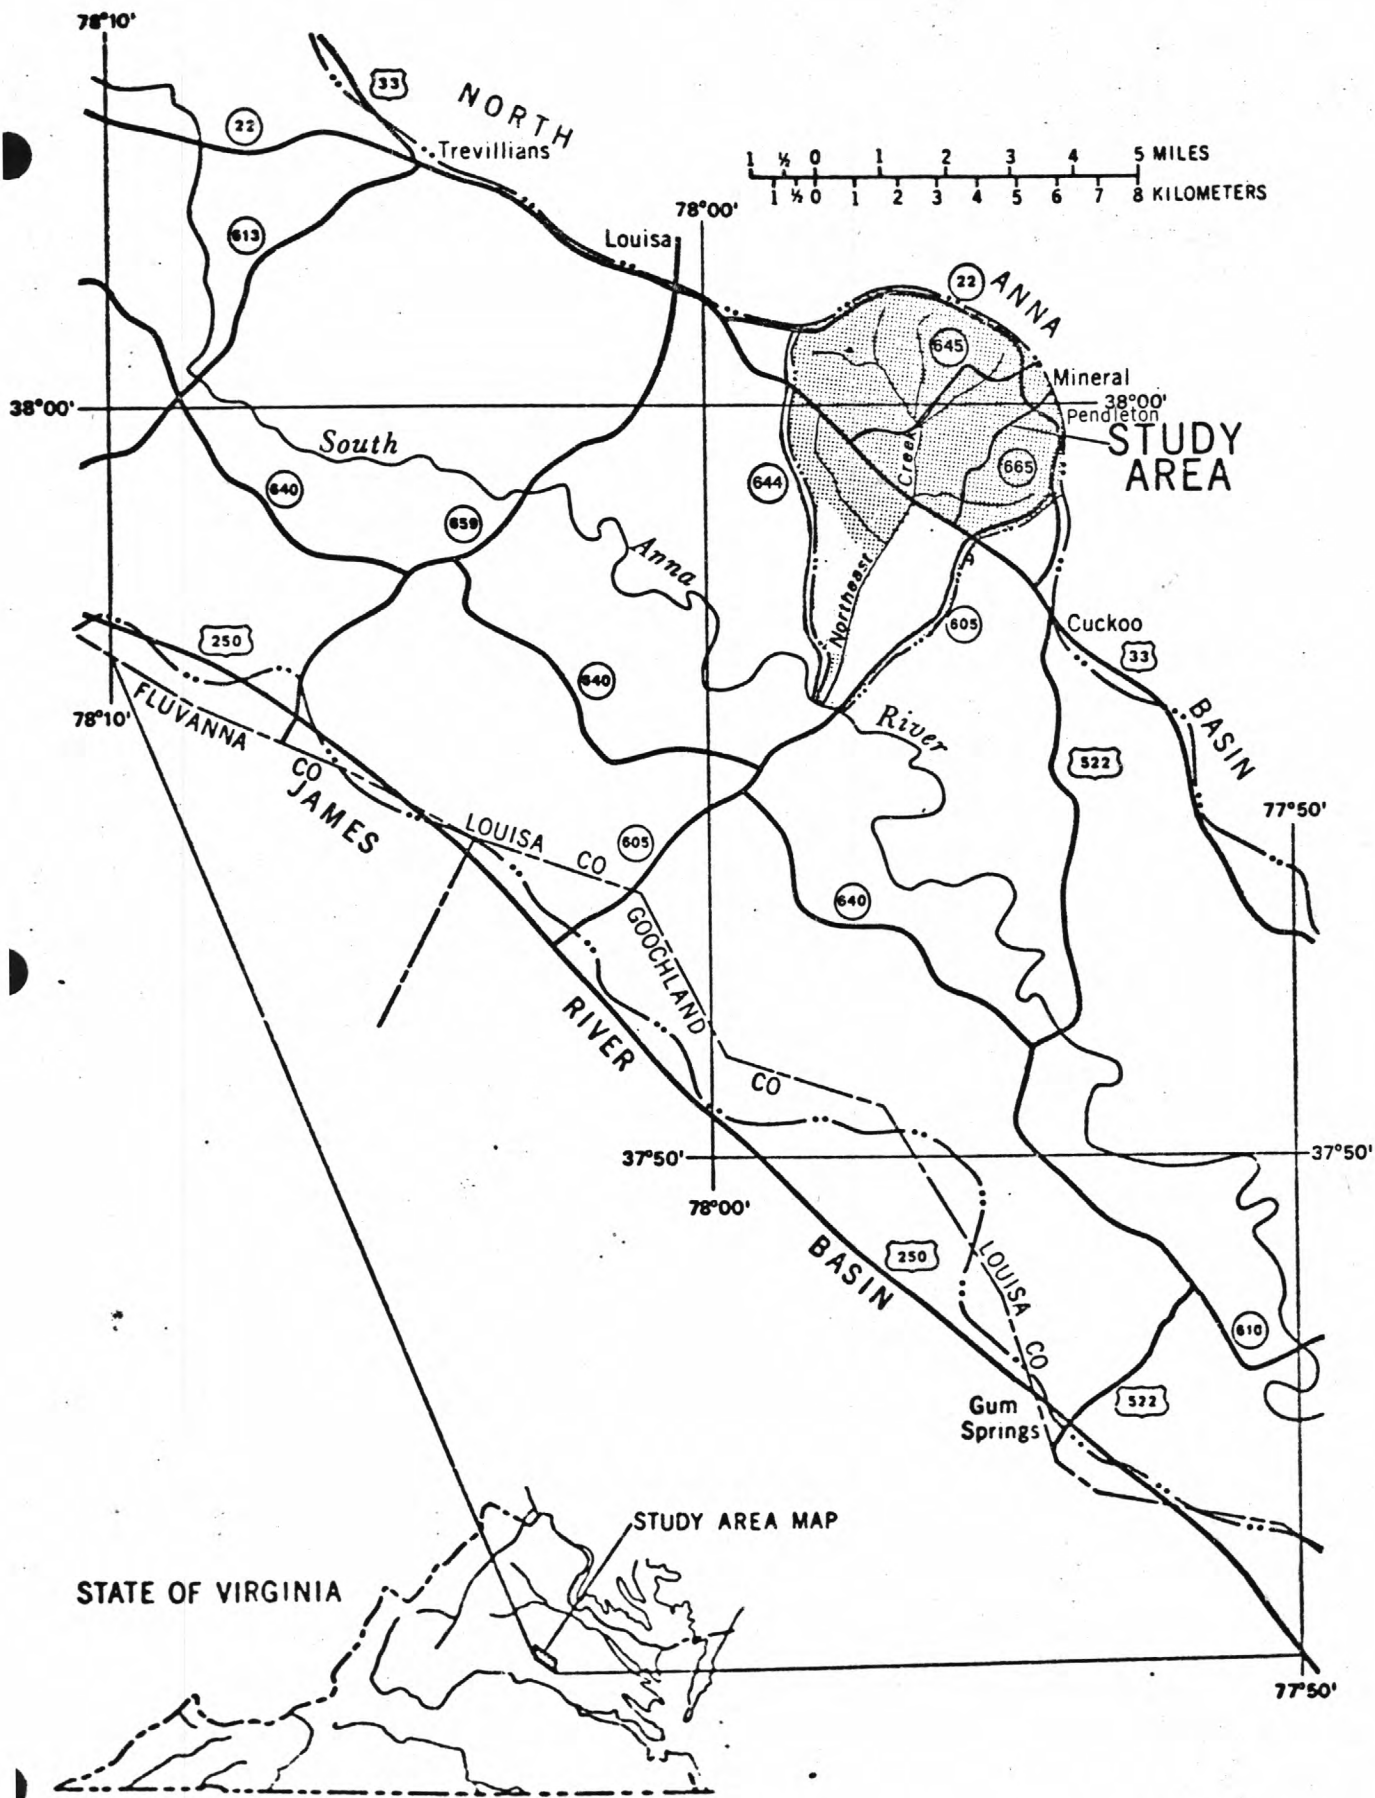 78°10'
33
NORTH
22
Trevillians
1 ½ 0 1 2 3 4 5 MILES
1 ½ 0 1 2 3 4 5 6 7 8 KILOMETERS
78°00'
613
Louisa
22
ANNA
645
Mineral
38°00'
38°00'
Pendleton
STUDY
AREA
South
Creek
665
644
640
659
Anna
Northeast
605
Cuckoo
250
33
640
FLUVANNA
CO
78°10'
River
BASIN
522
JAMES
77°50'
LOUISA
CO
605
640
GOOCHLAND
CO
RIVER
37°50'
37°50'
78°00'
BASIN
250
LOUISA
CO
610
522
Gum
Springs
STUDY AREA MAP
STATE OF VIRGINIA
77°50'